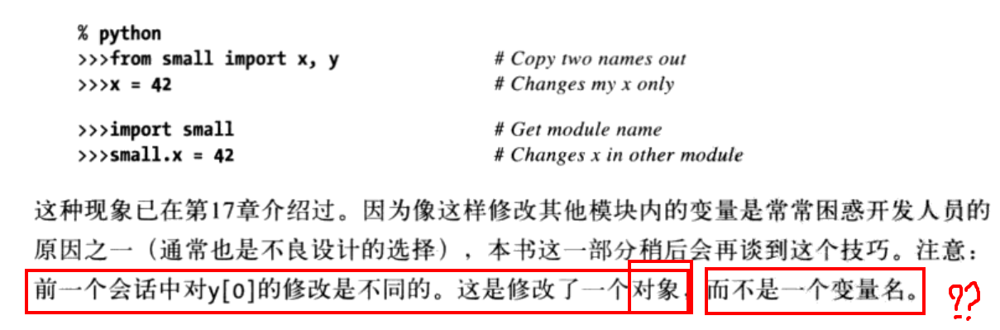 % python
>>>from small import x, y # Copy two names out
>>>x = 42 # Changes my x only
>>>import small # Get module name
>>>small.x = 42 # Changes x in other module
这种现象已在第17章介绍过。因为像这样修改其他模块内的变量是常常困惑开发人员的
原因之一（通常也是不良设计的选择），本书这一部分稍后会再谈到这个技巧。注意：
前一个会话中对y[0]的修改是不同的。这是修改了一个对象，而不是一个变量名。
??